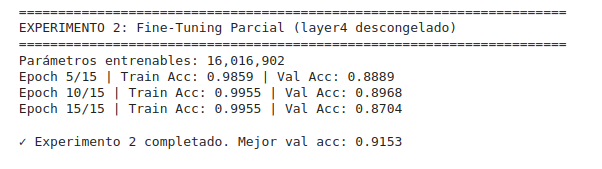 ======================================================================
EXPERIMENTO 2: Fine-Tuning Parcial (layer4 descongelado)
======================================================================
Parámetros entrenables: 16,016,902
Epoch 5/15 | Train Acc: 0.9859 | Val Acc: 0.8889
Epoch 10/15 | Train Acc: 0.9955 | Val Acc: 0.8968
Epoch 15/15 | Train Acc: 0.9955 | Val Acc: 0.8704
✓ Experimento 2 completado. Mejor val acc: 0.9153